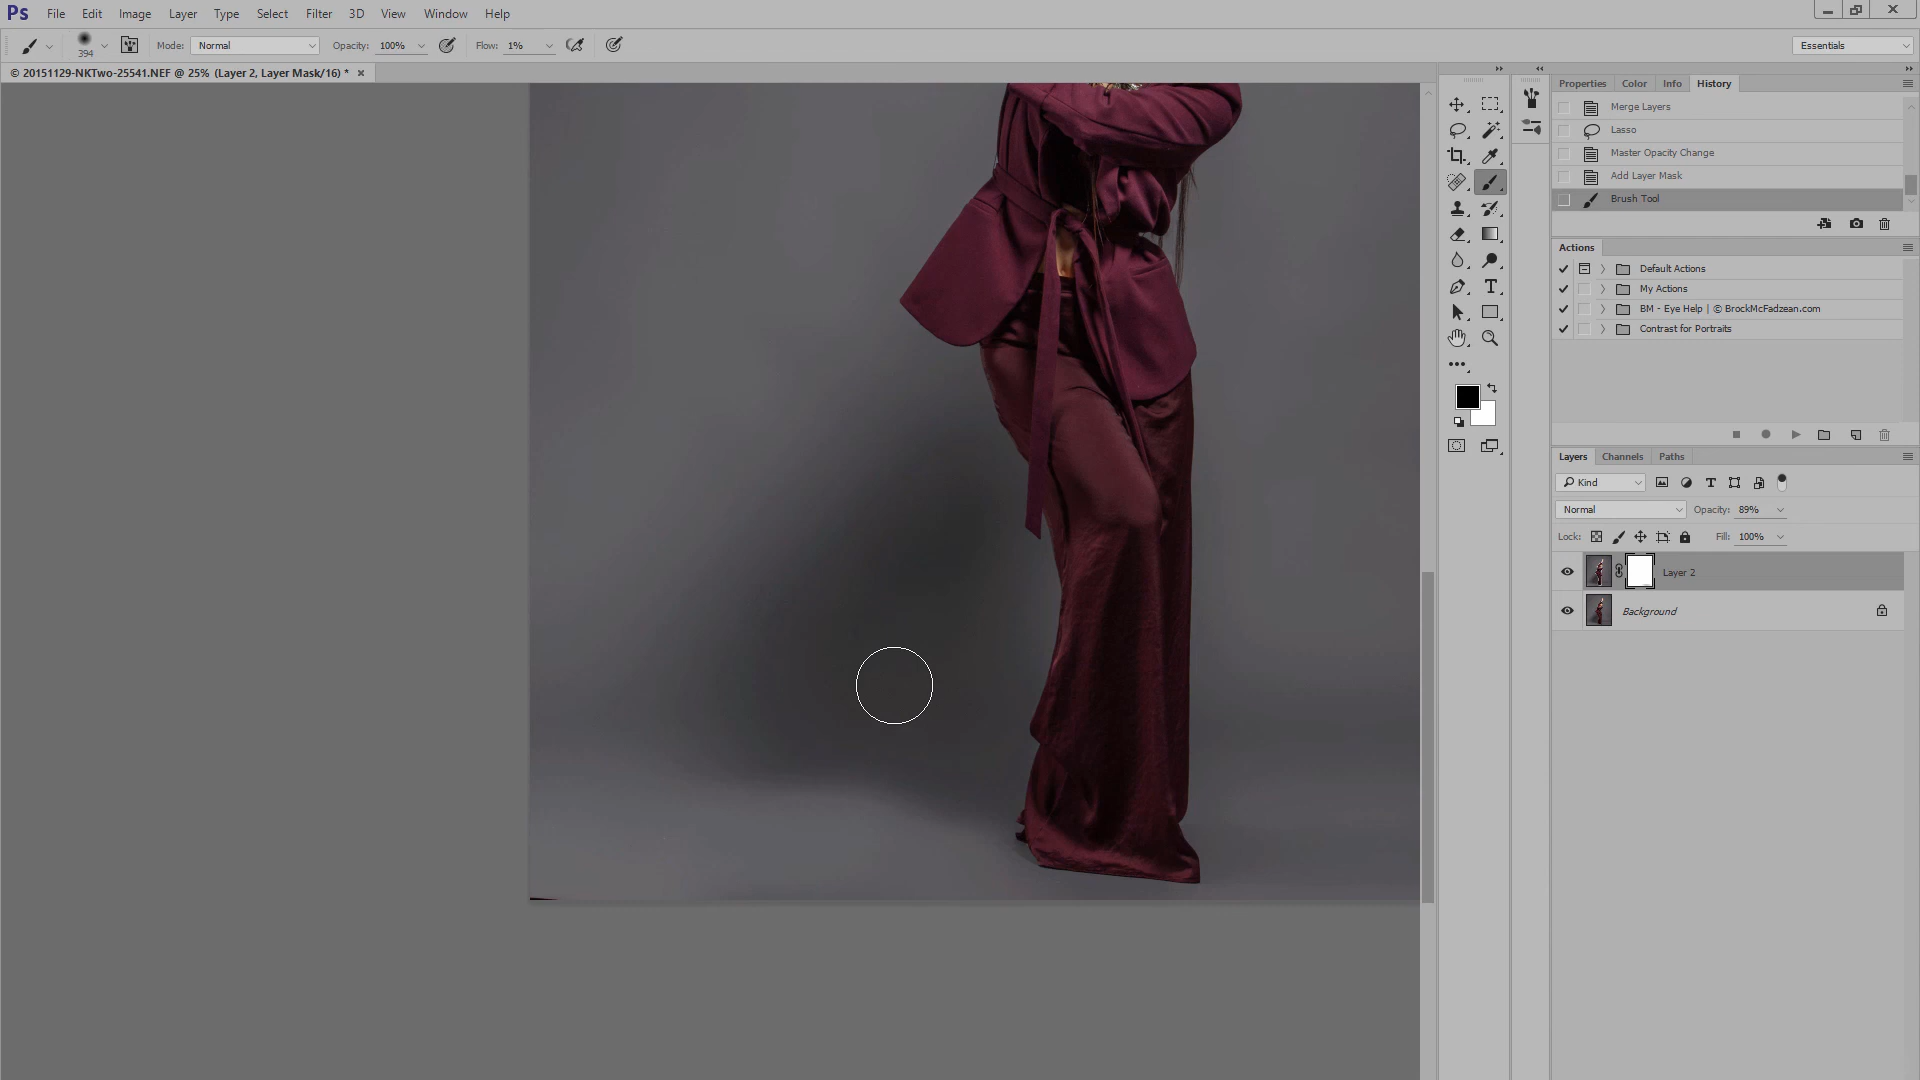 Ps File Edit Image Layer Type Select Filter 3D View Window Help
394 Mode: Normal Opacity: 100% Flow: 1% Essentials
© 20151129-NKTwo-25541.NEF @ 25% (Layer 2, Layer Mask/16) *
Properties Color Info History
Merge Layers
Lasso
Master Opacity Change
Add Layer Mask
Brush Tool
Actions
Default Actions
My Actions
BM - Eye Help | © BrockMcFadzean.com
Contrast for Portraits
Layers Channels Paths
Kind
Normal Opacity: 89%
Lock: Fill: 100%
Layer 2
Background